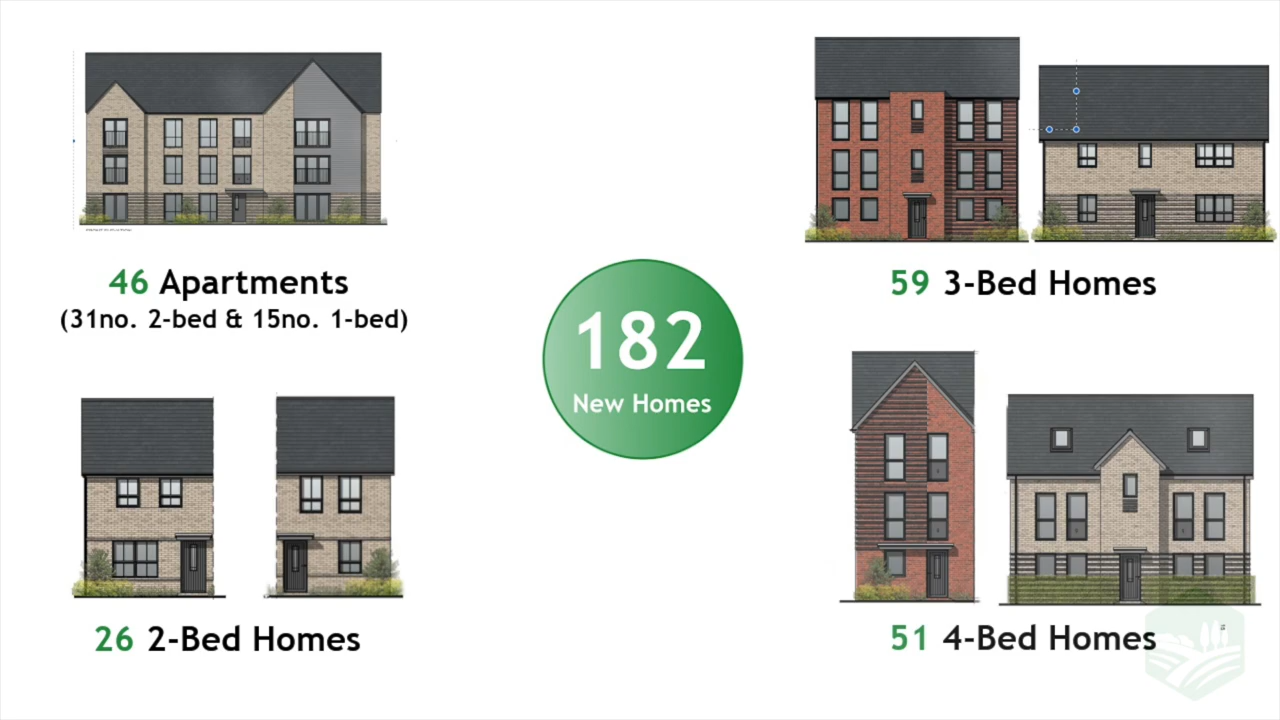 46 Apartments
(31no. 2-bed & 15no. 1-bed)
59 3-Bed Homes
182
New Homes
26 2-Bed Homes
51 4-Bed Homes